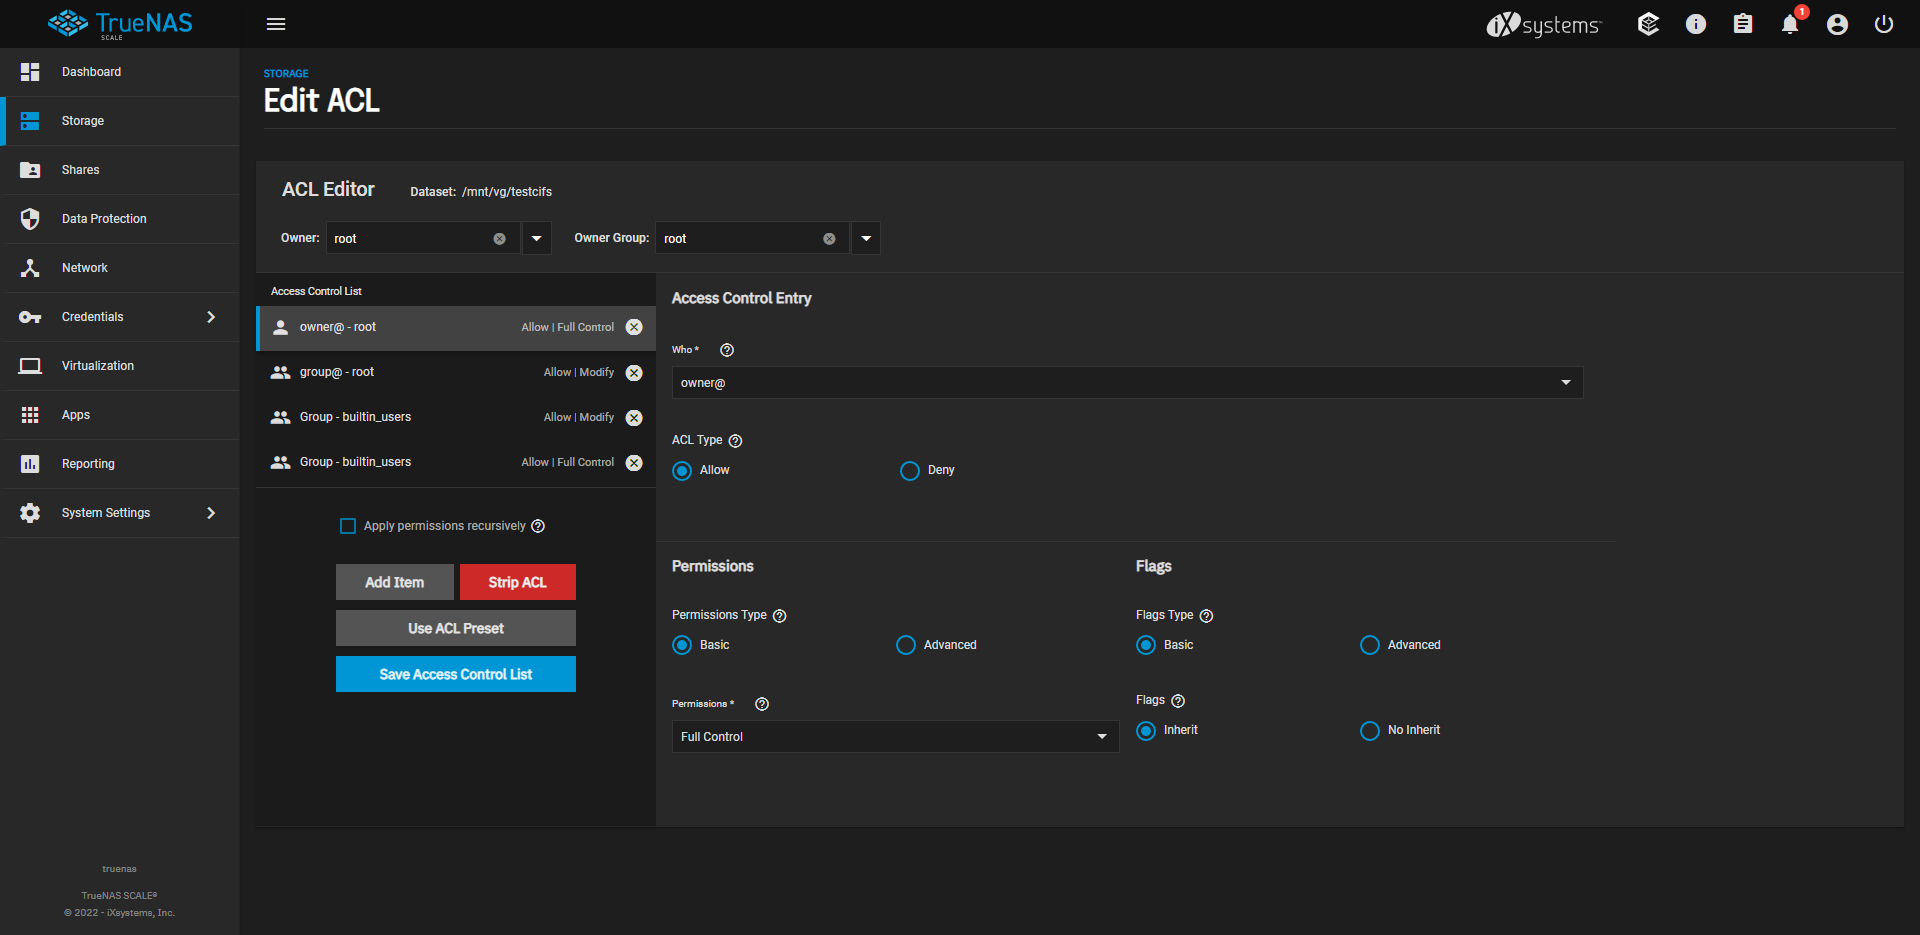 TrueNAS
SCALE
iXsystems™
1
Dashboard
Storage
Shares
Data Protection
Network
Credentials
Virtualization
Apps
Reporting
System Settings
truenas
TrueNAS SCALE®
© 2022 - iXsystems, Inc.
STORAGE
Edit ACL
ACL Editor
Dataset: /mnt/vg/testcifs
Owner: root
Owner Group: root
Access Control List
owner@ - root Allow | Full Control
group@ - root Allow | Modify
Group - builtin_users Allow | Modify
Group - builtin_users Allow | Full Control
Apply permissions recursively
Add Item
Strip ACL
Use ACL Preset
Save Access Control List
Access Control Entry
Who *
owner@
ACL Type
Allow
Deny
Permissions
Permissions Type
Basic
Advanced
Permissions *
Full Control
Flags
Flags Type
Basic
Advanced
Flags
Inherit
No Inherit